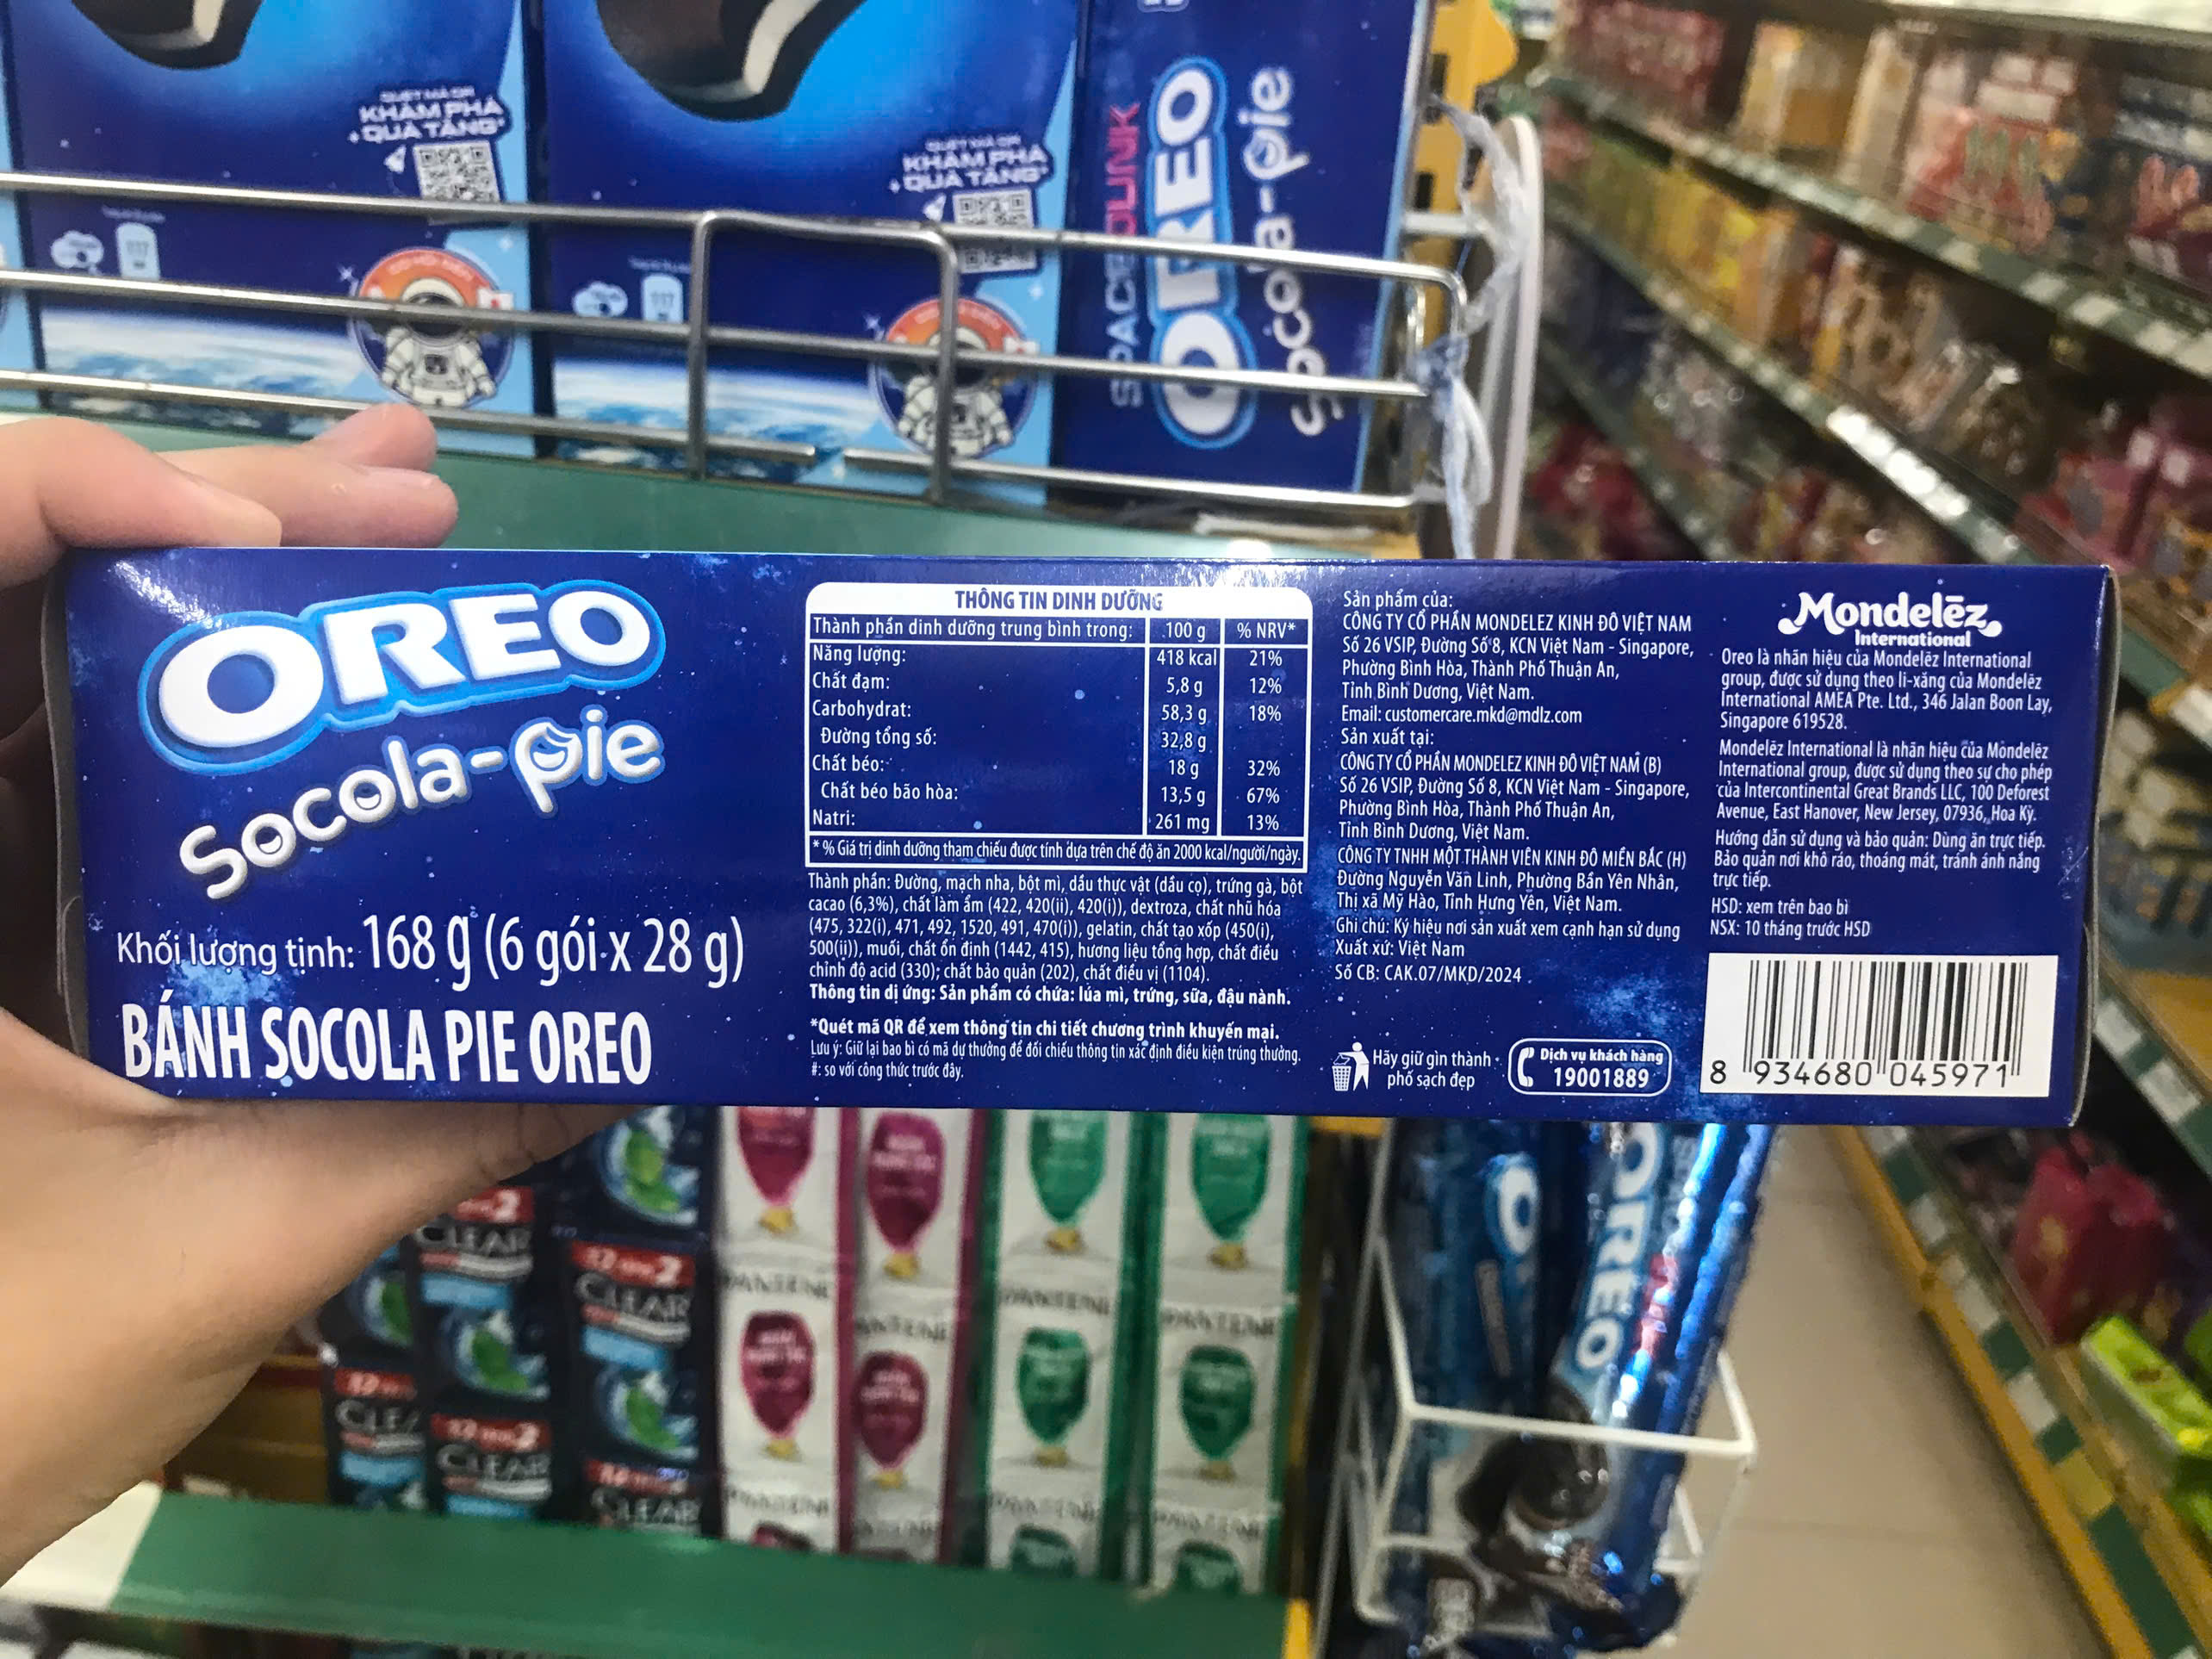 KHÁM PHÁ
QUÀ TẶNG*
KHÁM PHÁ
QUÀ TẶNG*
OREO
Socola-pie
OREO
Socola-pie
Khối lượng tịnh: 168 g (6 gói x 28 g)
BÁNH SOCOLA PIE OREO
THÔNG TIN DINH DƯỠNG
Thành phần dinh dưỡng trung bình trong: 100 g % NRV*
Năng lượng: 418 kcal 21%
Chất đạm: 5,8 g 12%
Carbohydrat: 58,3 g 18%
Đường tổng số: 32,8 g
Chất béo: 18 g 32%
Chất béo bão hòa: 13,5 g 67%
Natri: 261 mg 13%
* % Giá trị dinh dưỡng tham chiếu được tính dựa trên chế độ ăn 2000 kcal/người/ngày.
Thành phần: Đường, mạch nha, bột mì, dầu thực vật (dầu cọ), trứng gà, bột
cacao (6,3%), chất làm ẩm (422, 420(ii), 420(i)), dextroza, chất nhũ hóa
(475, 322(i), 471, 492, 1520, 491, 470(i)), gelatin, chất tạo xốp (450(i),
500(ii)), muối, chất ổn định (1442, 415), hương liệu tổng hợp, chất điều
chỉnh độ acid (330); chất bảo quản (202), chất điều vị (1104).
Thông tin dị ứng: Sản phẩm có chứa: lúa mì, trứng, sữa, đậu nành.
*Quét mã QR để xem thông tin chi tiết chương trình khuyến mại.
Lưu ý: Giữ lại bao bì có mã dự thưởng để đối chiếu thông tin xác định điều kiện trúng thưởng.
#: so với công thức trước đây.
Sản phẩm của:
CÔNG TY CỔ PHẦN MONDELEZ KINH ĐÔ VIỆT NAM
Số 26 VSIP, Đường Số 8, KCN Việt Nam - Singapore,
Phường Bình Hòa, Thành Phố Thuận An,
Tỉnh Bình Dương, Việt Nam.
Email: customercare.mkd@mdlz.com
Sản xuất tại:
CÔNG TY CỔ PHẦN MONDELEZ KINH ĐÔ VIỆT NAM (B)
Số 26 VSIP, Đường Số 8, KCN Việt Nam - Singapore,
Phường Bình Hòa, Thành Phố Thuận An,
Tỉnh Bình Dương, Việt Nam.
CÔNG TY TNHH MỘT THÀNH VIÊN KINH ĐÔ MIỀN BẮC (H)
Đường Nguyễn Văn Linh, Phường Bần Yên Nhân,
Thị xã Mỹ Hào, Tỉnh Hưng Yên, Việt Nam.
Ghi chú: Ký hiệu nơi sản xuất xem cạnh hạn sử dụng
Xuất xứ: Việt Nam
Số CB: CAK.07/MKD/2024
Hãy giữ gìn thành
phố sạch đẹp
Dịch vụ khách hàng
19001889
Mondelēz
International
Oreo là nhãn hiệu của Mondelēz International
group, được sử dụng theo li-xăng của Mondelēz
International AMEA Pte. Ltd., 346 Jalan Boon Lay,
Singapore 619528.
Mondelēz International là nhãn hiệu của Mondelēz
International group, được sử dụng theo sự cho phép
của Intercontinental Great Brands LLC, 100 Deforest
Avenue, East Hanover, New Jersey, 07936, Hoa Kỳ.
Hướng dẫn sử dụng và bảo quản: Dùng ăn trực tiếp.
Bảo quản nơi khô ráo, thoáng mát, tránh ánh nắng
trực tiếp.
HSD: xem trên bao bì
NSX: 10 tháng trước HSD
8 934680 045971
CLEAR
CLEAR
CLEAR
CLEAR
PANTENE
PANTENE
PANTENE
PANTENE
OREO